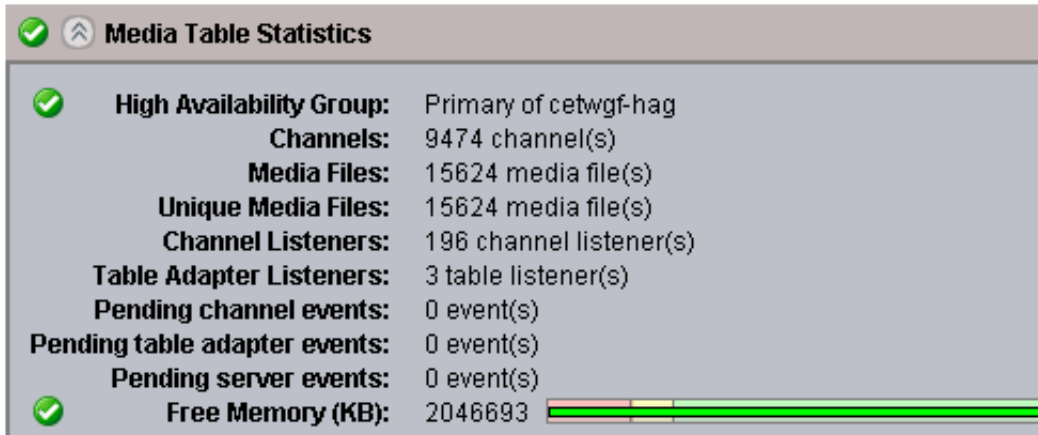 Media Table Statistics
High Availability Group: Primary of cetwgf-hag
Channels: 9474 channel(s)
Media Files: 15624 media file(s)
Unique Media Files: 15624 media file(s)
Channel Listeners: 196 channel listener(s)
Table Adapter Listeners: 3 table listener(s)
Pending channel events: 0 event(s)
Pending table adapter events: 0 event(s)
Pending server events: 0 event(s)
Free Memory (KB): 2046693